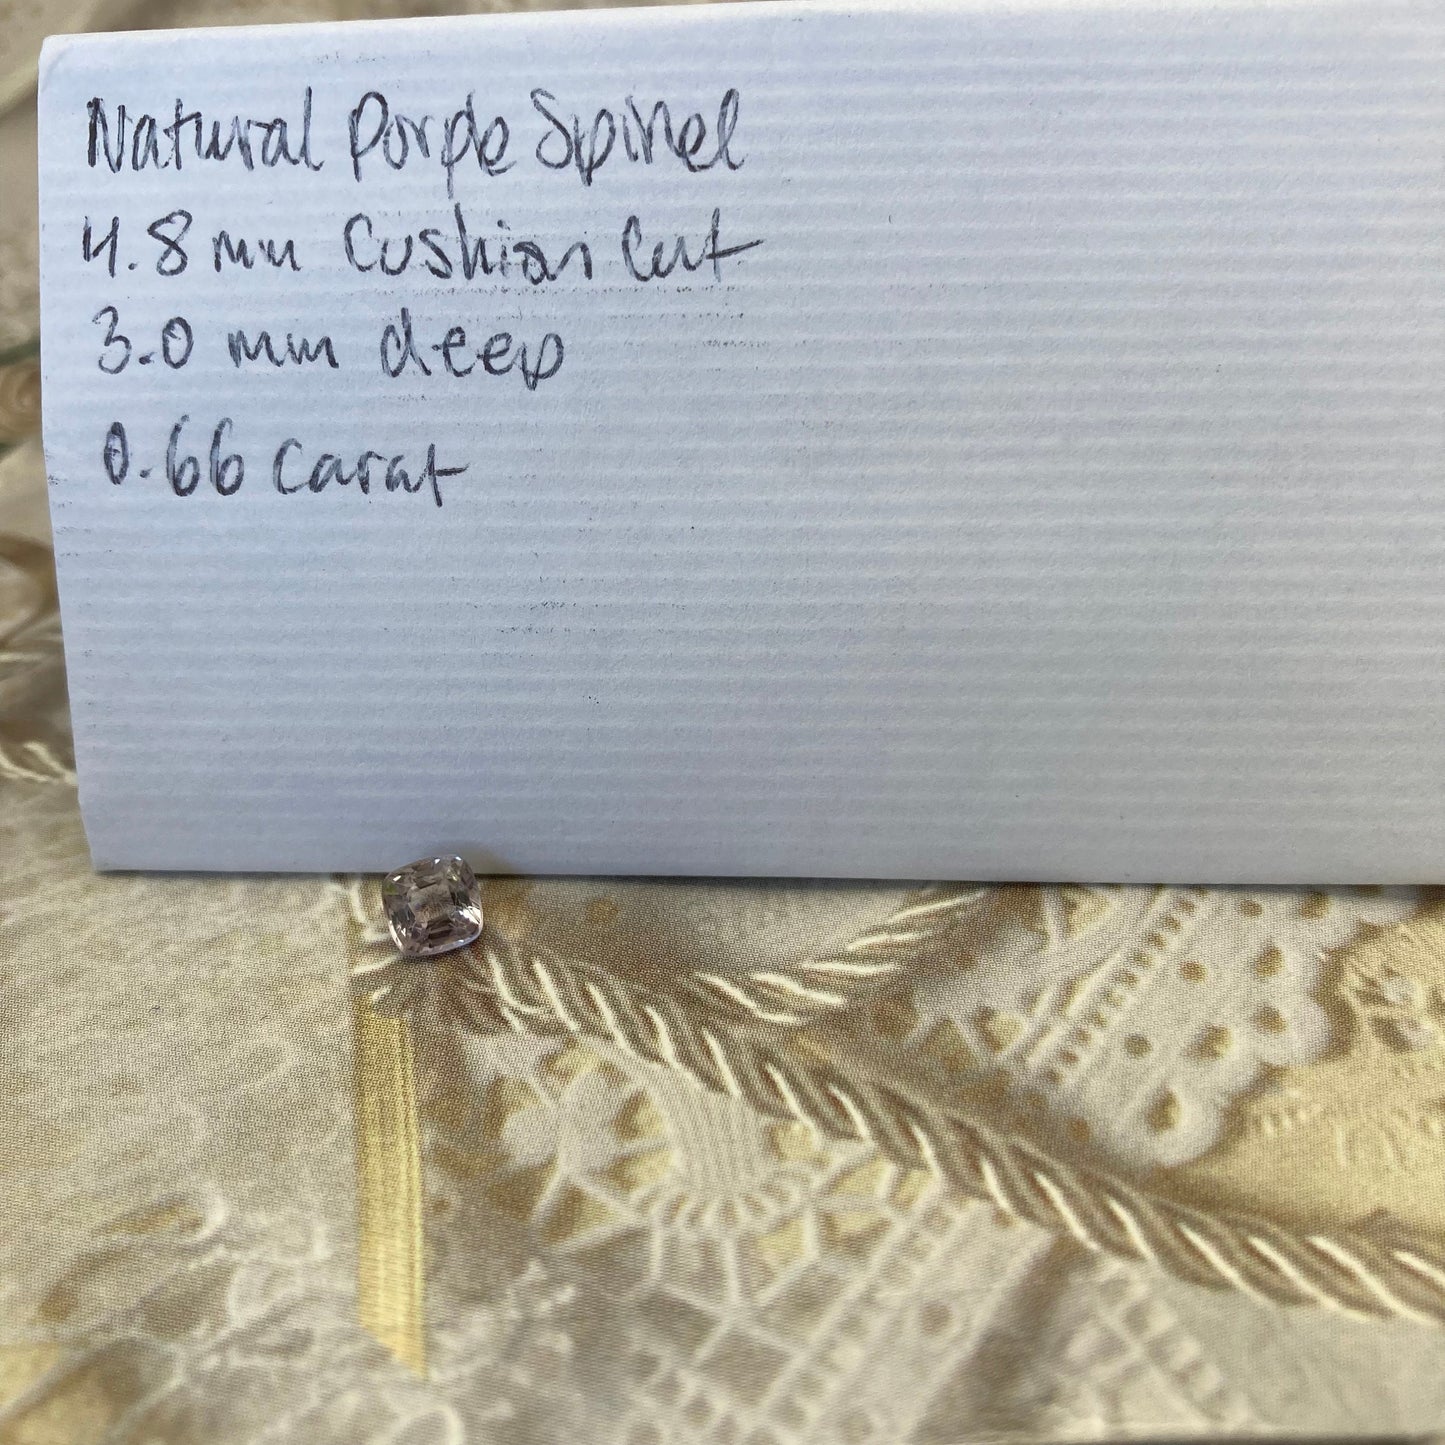 Natural Purple Spinel
4.8 mm Cushion Cut
3.0 mm deep
0.66 Carat